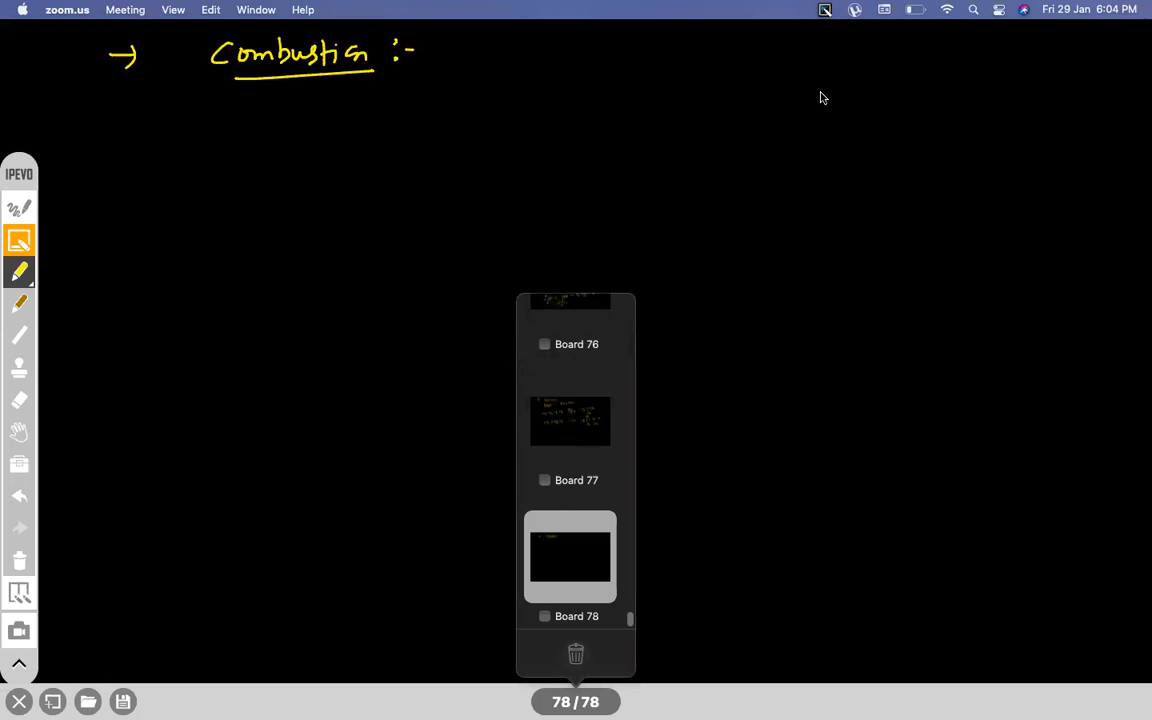 zoom.us Meeting View Edit Window Help Fri 29 Jan 6:04 PM
→ Combustion :-
IPEVO
Board 76
Board 77
Board 78
78/78